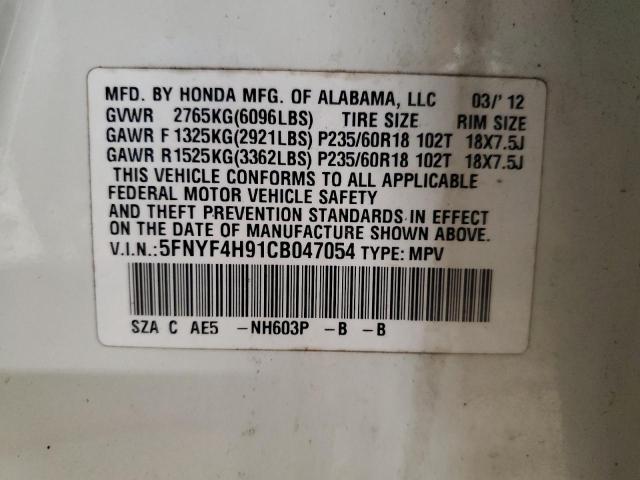 MFD. BY HONDA MFG. OF ALABAMA, LLC 03/'12
GVWR 2765KG(6096LBS) TIRE SIZE RIM SIZE
GAWR F 1325KG(2921LBS) P235/60R18 102T 18X7.5J
GAWR R1525KG(3362LBS) P235/60R18 102T 18X7.5J
THIS VEHICLE CONFORMS TO ALL APPLICABLE
FEDERAL MOTOR VEHICLE SAFETY
AND THEFT PREVENTION STANDARDS IN EFFECT
ON THE DATE OF MANUFACTURE SHOWN ABOVE.
V.I.N.: 5FNYF4H91CB047054 TYPE: MPV
SZA C AE5 -NH603P -B -B